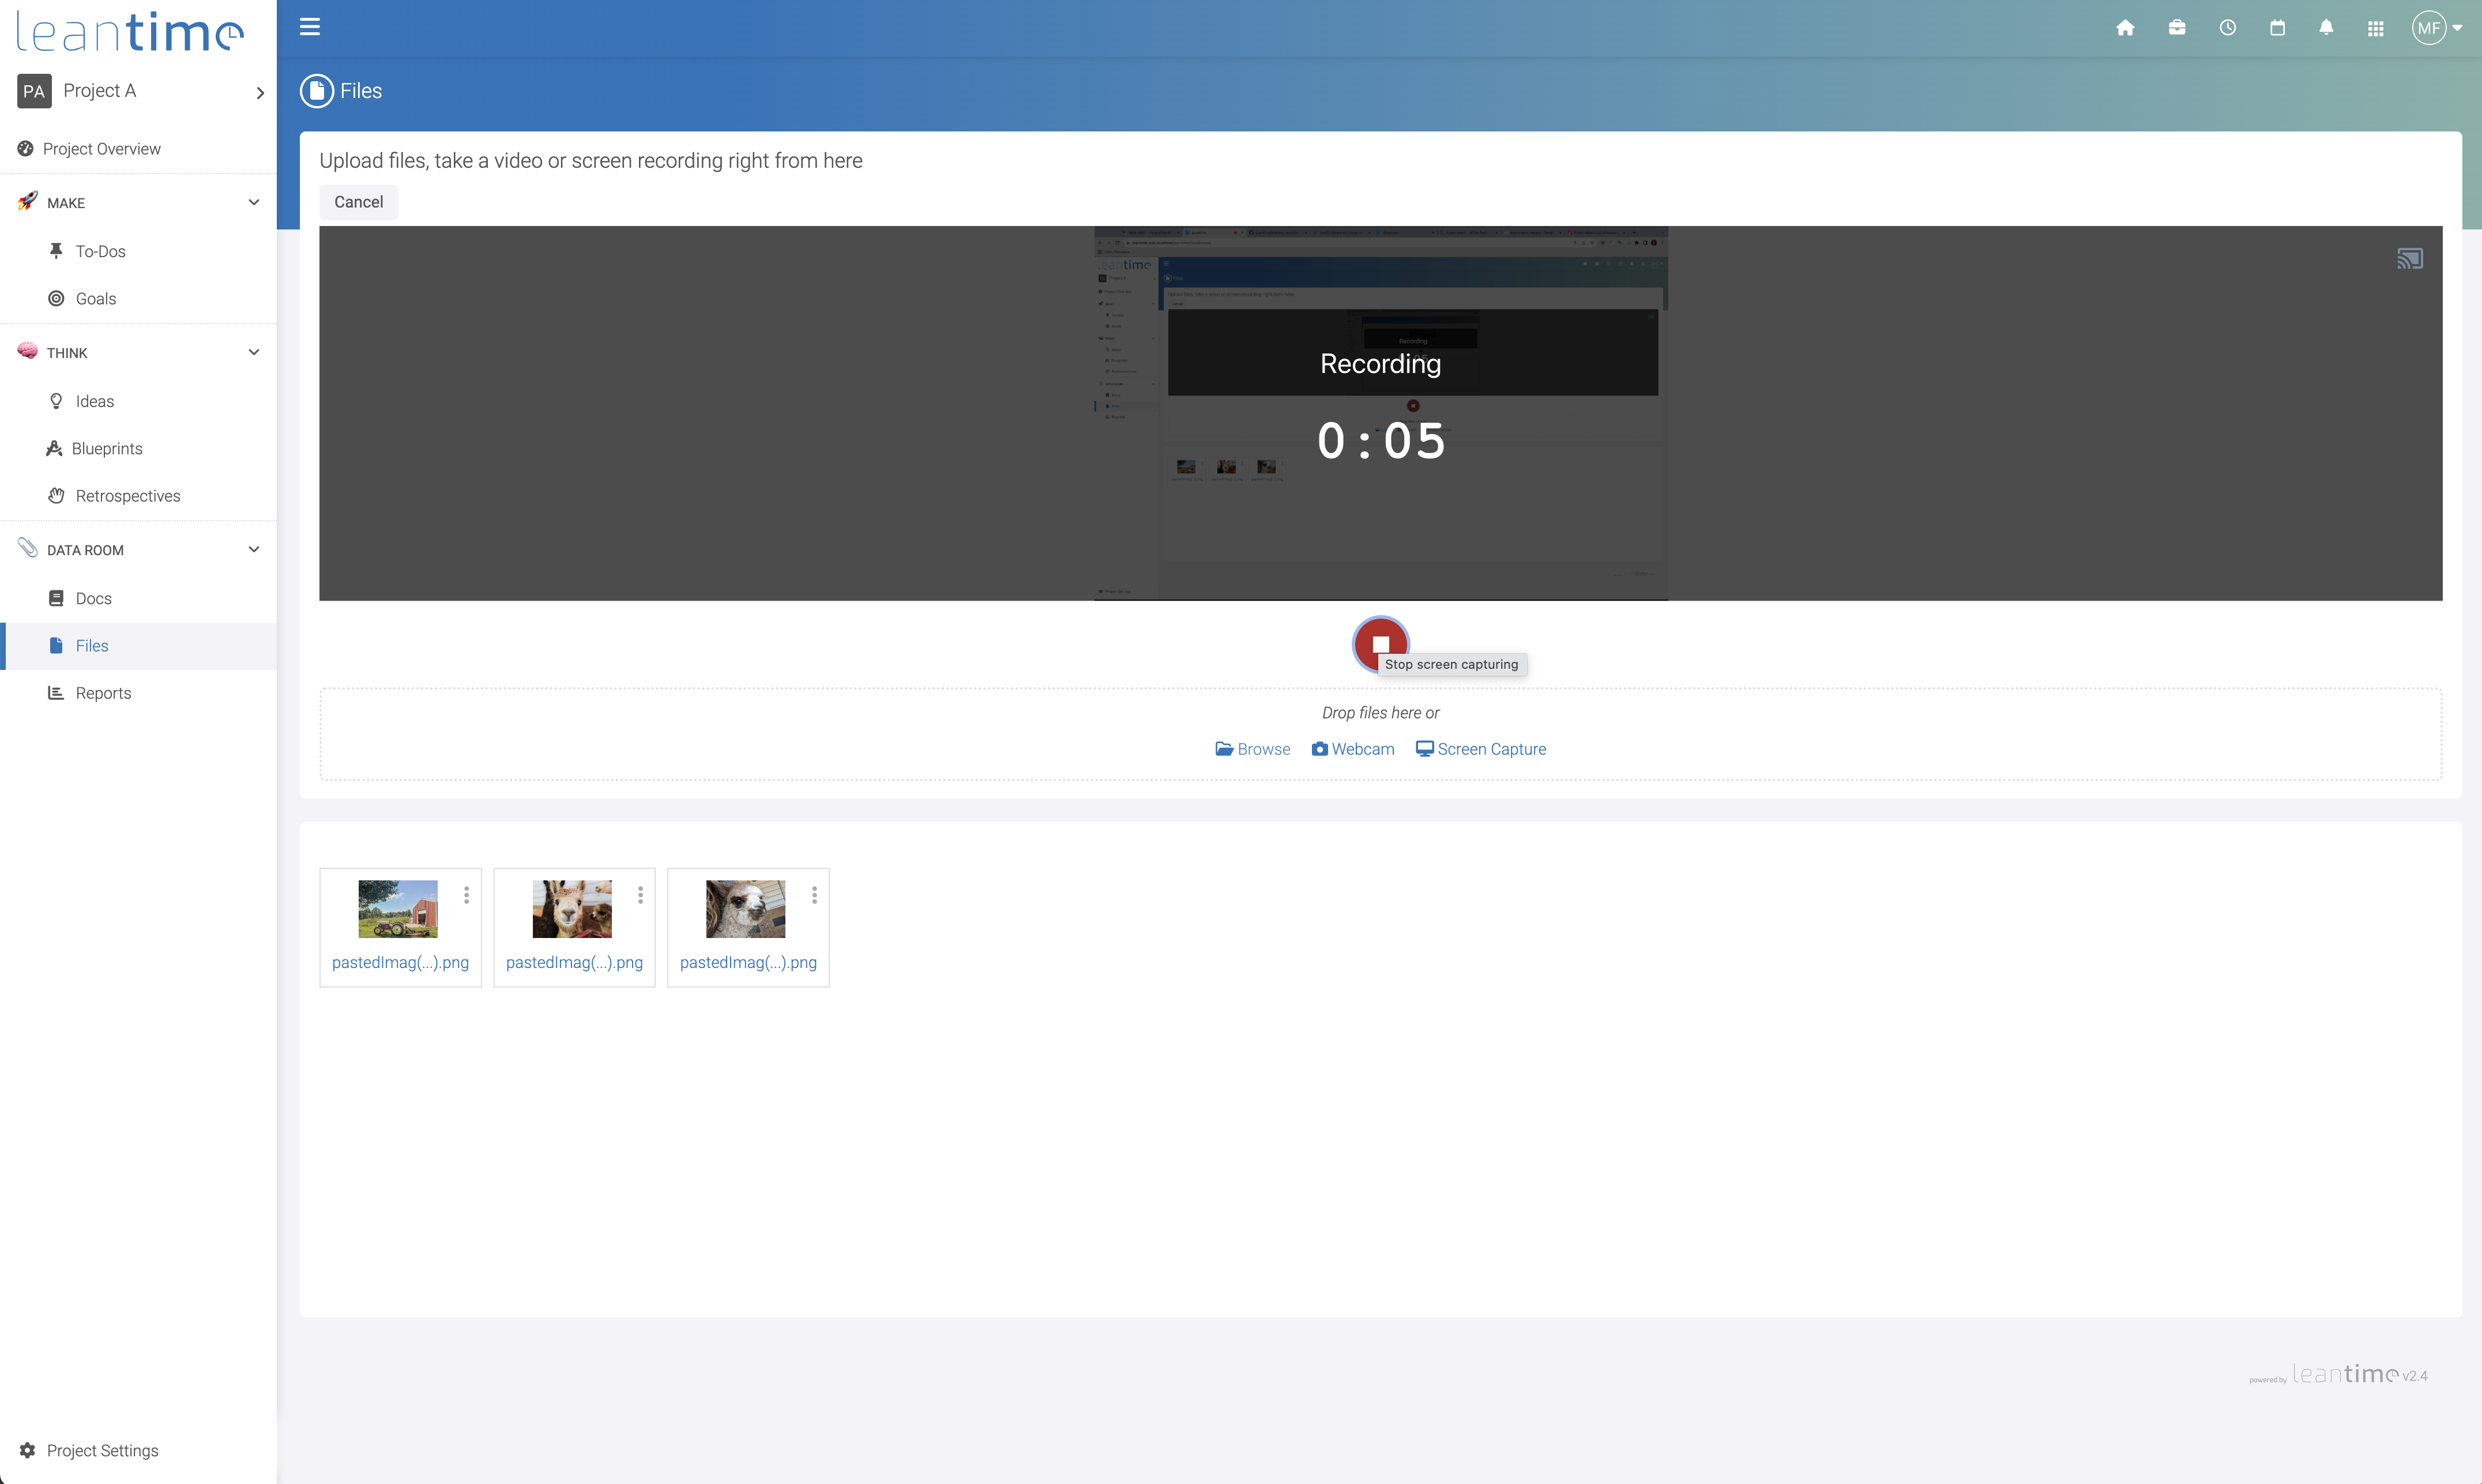 leantime
PA Project A
Project Overview
MAKE
To-Dos
Goals
THINK
Ideas
Blueprints
Retrospectives
DATA ROOM
Docs
Files
Reports
Project Settings
MF
Files
Upload files, take a video or screen recording right from here
Cancel
Recording
0:05
Stop screen capturing
Drop files here or
Browse Webcam Screen Capture
pastedImag(...).png pastedImag(...).png pastedImag(...).png
powered by leantime v2.4